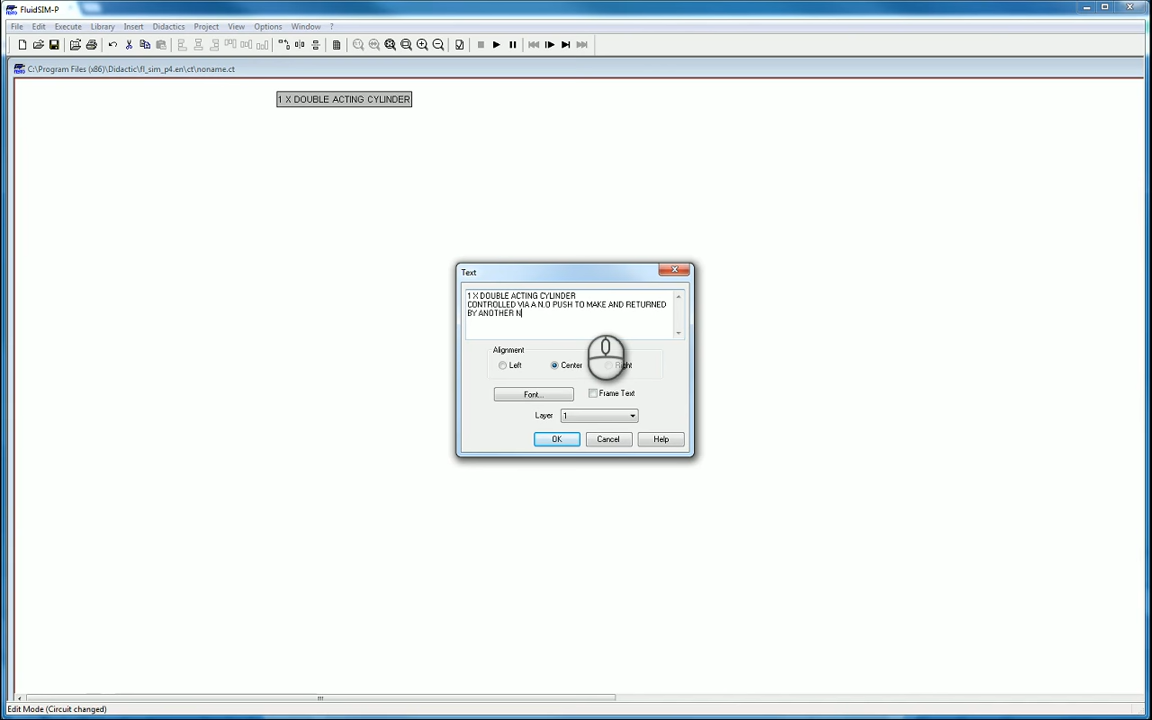 FluidSIM-P
File Edit Execute Library Insert Didactics Project View Options Window ?
C:\Program Files (x86)\Didactic\fl_sim_p4.en\ct\noname.ct
1 X DOUBLE ACTING CYLINDER
Text
1 X DOUBLE ACTING CYLINDER
CONTROLLED VIA A N.O PUSH TO MAKE AND RETURNED
BY ANOTHER N
Alignment
Left Center Right
Font... Frame Text
Layer 1
OK Cancel Help
Edit Mode (Circuit changed)